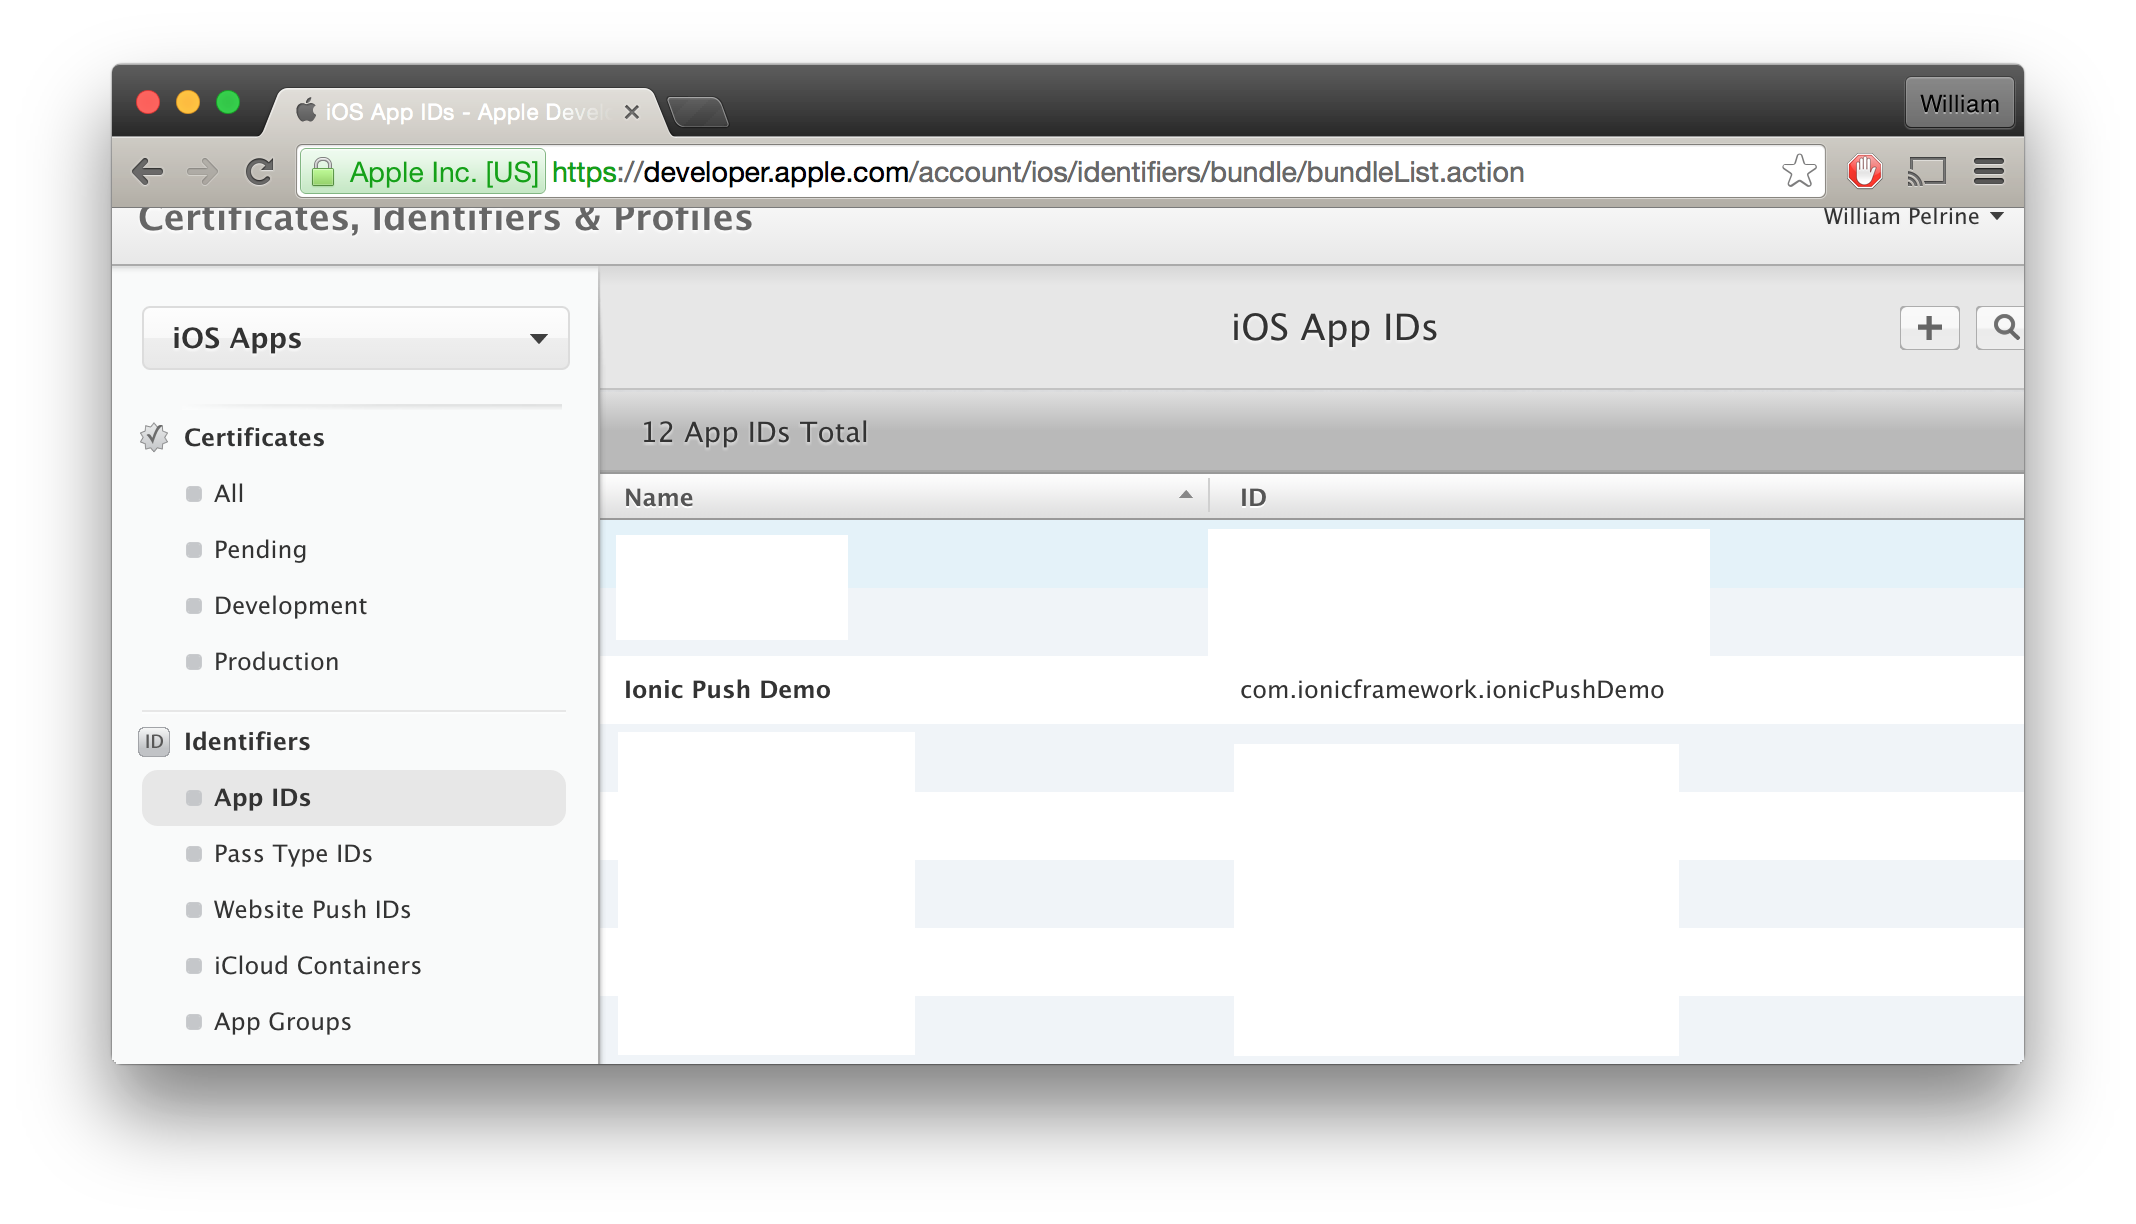 iOS App IDs - Apple Devel
William
Apple Inc. [US] https://developer.apple.com/account/ios/identifiers/bundle/bundleList.action
Certificates, Identifiers & Profiles
William Pelrine
iOS Apps
iOS App IDs
Certificates
12 App IDs Total
All
Name
ID
Pending
Development
Production
Ionic Push Demo
com.ionicframework.ionicPushDemo
ID Identifiers
App IDs
Pass Type IDs
Website Push IDs
iCloud Containers
App Groups